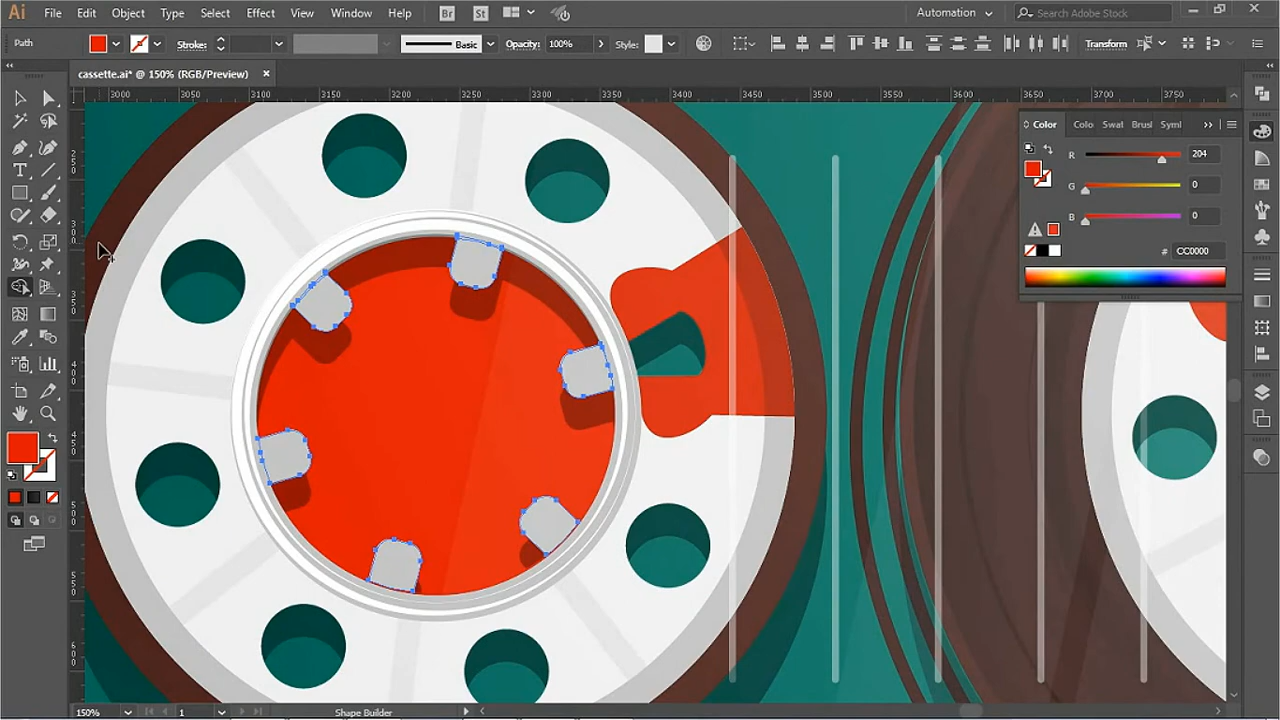 Ai File Edit Object Type Select Effect View Window Help Br St Automation Search Adobe Stock
Path Stroke: Basic Opacity: 100% Style: Transform
cassette.ai* @ 150% (RGB/Preview) ×
3000 3050 3100 3150 3200 3250 3300 3350 3400 3450 3500 3550 3600 3650 3700 3750
Color Colo Swat Brus Syml
R 204
G 0
B 0
# CC0000
150% 1 Shape Builder